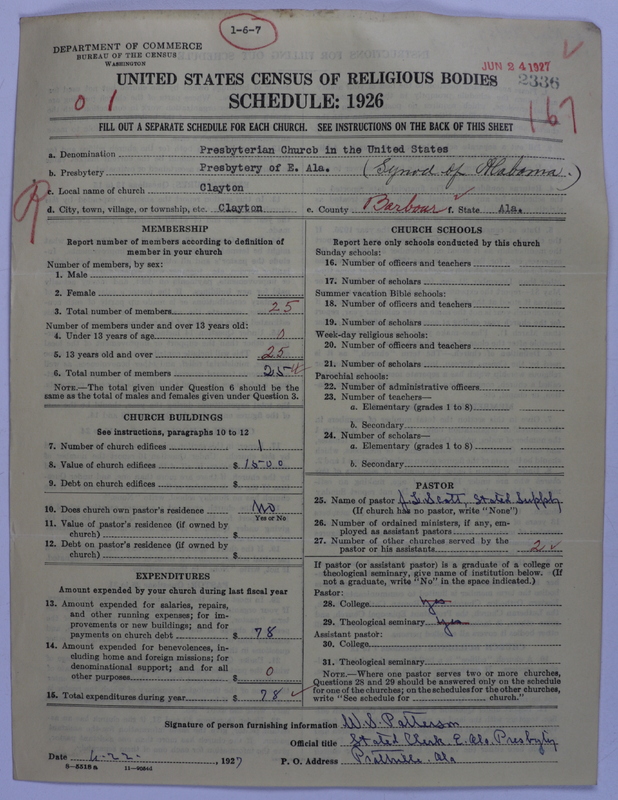 1-6-7
DEPARTMENT OF COMMERCE
BUREAU OF THE CENSUS
WASHINGTON
JUN 24 1927
2336
UNITED STATES CENSUS OF RELIGIOUS BODIES
0 1
SCHEDULE: 1926
167
FILL OUT A SEPARATE SCHEDULE FOR EACH CHURCH. SEE INSTRUCTIONS ON THE BACK OF THIS SHEET
a. Denomination Presbyterian Church in the United States
b. Presbytery Presbytery of E. Ala. (Synod of Alabama.)
R
c. Local name of church Clayton
d. City, town, village, or township, etc. Clayton e. County Barbour f. State Ala.
MEMBERSHIP
Report number of members according to definition of member in your church
Number of members, by sex:
1. Male
2. Female
3. Total number of members 25
Number of members under and over 13 years old:
4. Under 13 years of age 0
5. 13 years old and over 25
6. Total number of members 25
NOTE.—The total given under Question 6 should be the
same as the total of males and females given under Question 3.
CHURCH BUILDINGS
See instructions, paragraphs 10 to 12
7. Number of church edifices 1
8. Value of church edifices $ 1500
9. Debt on church edifices $
10. Does church own pastor's residence No
Yes or No
11. Value of pastor's residence (if owned by
church) $
12. Debt on pastor's residence (if owned by
church) $
EXPENDITURES
Amount expended by church during last fiscal year
13. Amount expended for salaries, repairs,
and other running expenses; for im-
provements or new buildings; and for
payments on church debt $ 78
14. Amount expended for benevolences, in-
cluding home and foreign missions; for
denominational support; and for all
other purposes $ 0
15. Total expenditures during year $ 78
CHURCH SCHOOLS
Report here only schools conducted by this church
Sunday schools:
16. Number of officers and teachers
17. Number of scholars
Summer vacation Bible schools:
18. Number of officers and teachers
19. Number of scholars
Week-day religious schools:
20. Number of officers and teachers
21. Number of scholars
Parochial schools:
22. Number of administrative officers
23. Number of teachers—
a. Elementary (grades 1 to 8)
b. Secondary
24. Number of scholars—
a. Elementary (grades 1 to 8)
b. Secondary
PASTOR
25. Name of pastor J. L. Scott, Stated Supply
(If church has no pastor, write "None")
26. Number of ordained ministers, if any, em-
ployed as assistant pastors
27. Number of other churches served by the
pastor or his assistants 2
If pastor (or assistant pastor) is a graduate of a college or
theological seminary, give name of institution below. (If
not a graduate, write "No" in the space indicated.)
Pastor:
28. College yes
29. Theological seminary yes
Assistant pastor:
30. College
31. Theological seminary
NOTE.—Where one pastor serves two or more churches,
Questions 28 and 29 should be answered only on the schedule
for one of the churches; on the schedules for the other churches,
write "See schedule for church."
Signature of person furnishing information W. S. Patterson
Official title Stated Clerk E. Ala. Presbytery
Date 6-22-, 1927 P. O. Address Prattville Ala
8-5518a